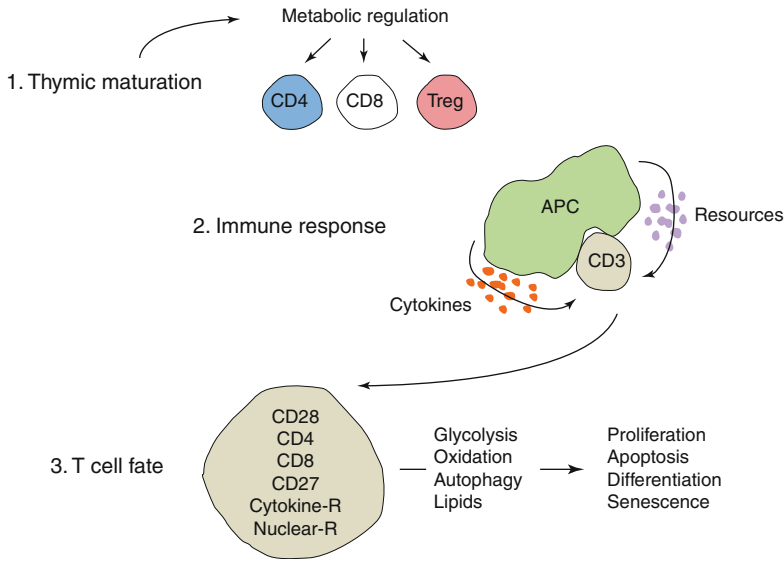 Metabolic regulation
1. Thymic maturation
CD4
CD8
Treg
APC
2. Immune response
Resources
CD3
Cytokines
CD28
CD4
CD8
CD27
Cytokine-R
Nuclear-R
3. T cell fate
Glycolysis
Oxidation
Autophagy
Lipids
Proliferation
Apoptosis
Differentiation
Senescence